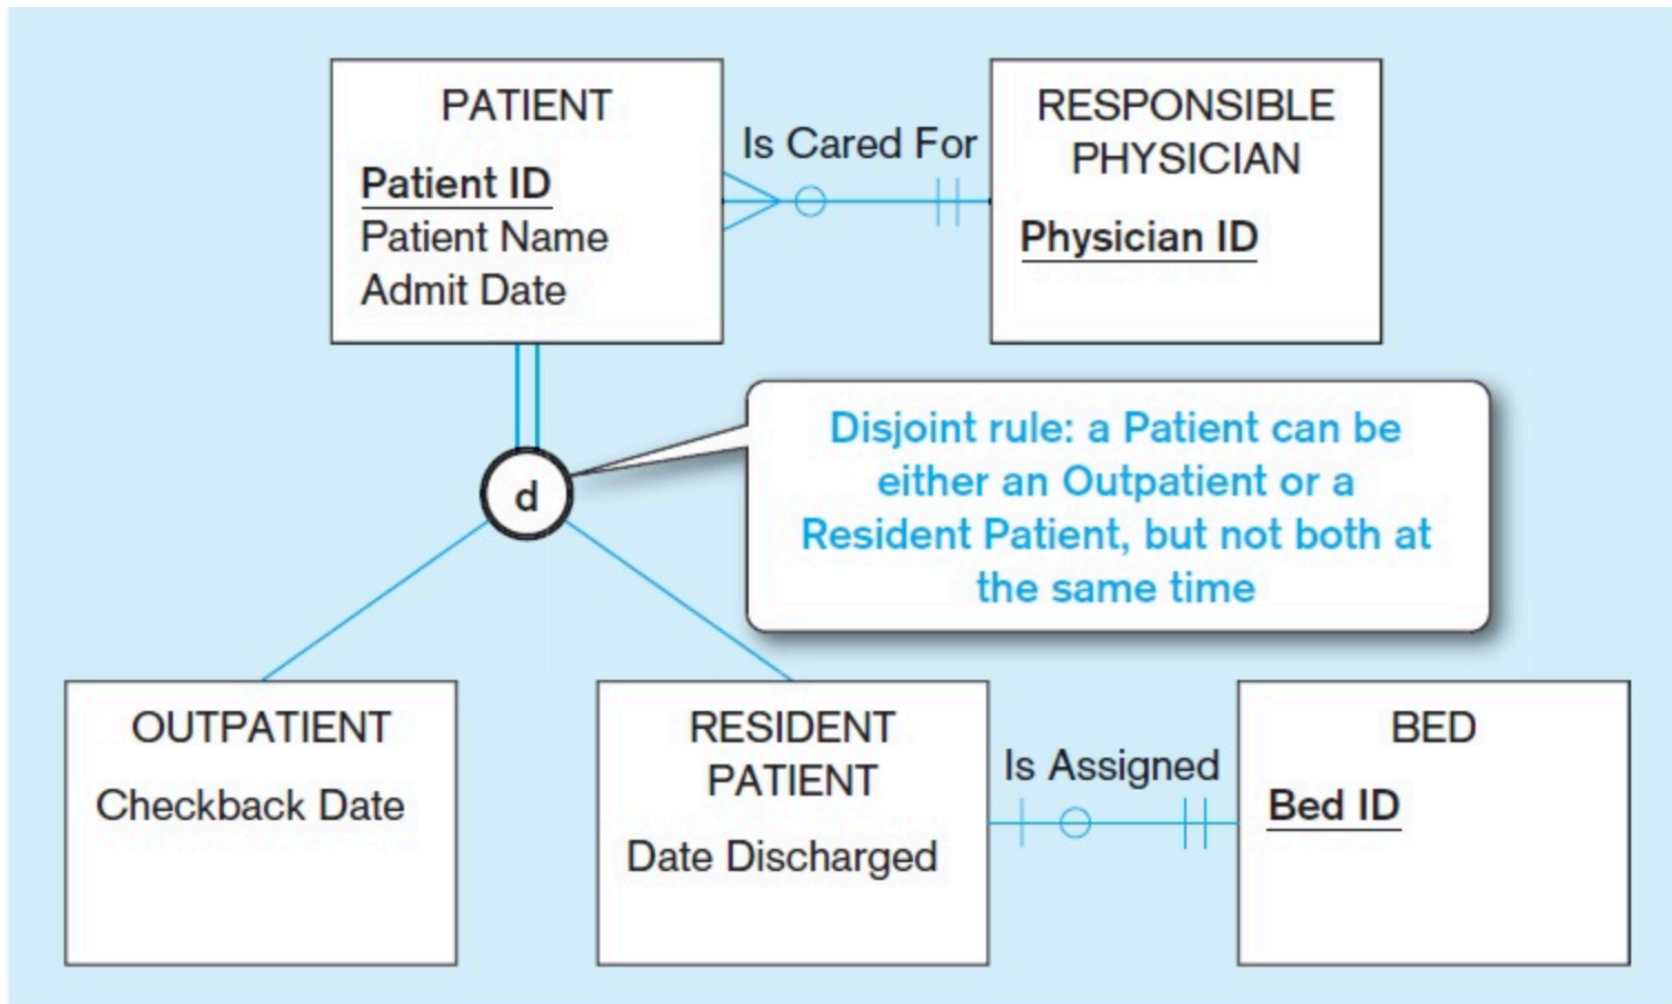 PATIENT
Patient ID
Patient Name
Admit Date
Is Cared For
RESPONSIBLE
PHYSICIAN
Physician ID
d
Disjoint rule: a Patient can be
either an Outpatient or a
Resident Patient, but not both at
the same time
OUTPATIENT
Checkback Date
RESIDENT
PATIENT
Date Discharged
Is Assigned
BED
Bed ID